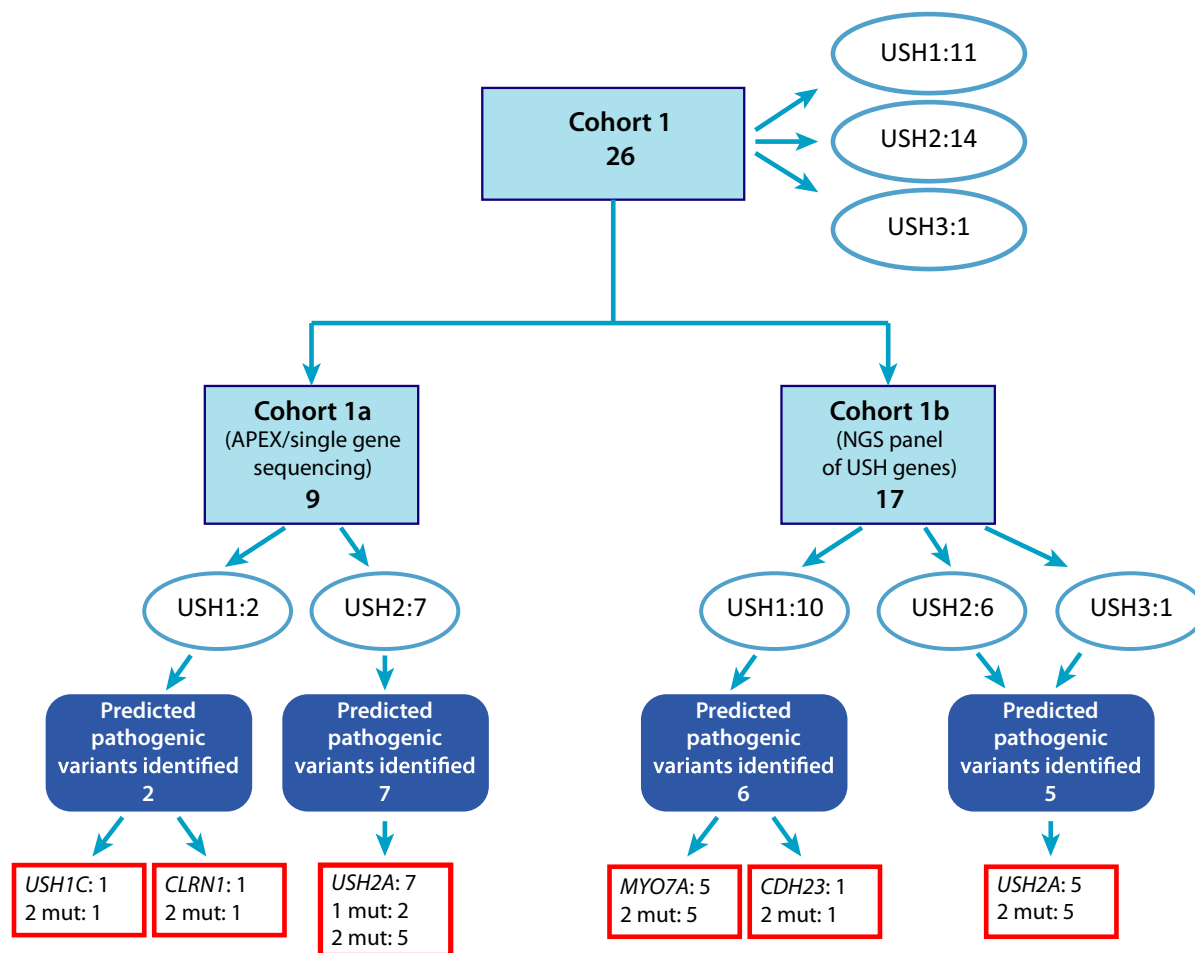 USH1:11
Cohort 1
26
USH2:14
USH3:1
Cohort 1a
(APEX/single gene
sequencing)
9
Cohort 1b
(NGS panel
of USH genes)
17
USH1:2
USH2:7
USH1:10
USH2:6
USH3:1
Predicted
pathogenic
variants identified
2
Predicted
pathogenic
variants identified
7
Predicted
pathogenic
variants identified
6
Predicted
pathogenic
variants identified
5
USH1C: 1
2 mut: 1
CLRN1: 1
2 mut: 1
USH2A: 7
1 mut: 2
2 mut: 5
MYO7A: 5
2 mut: 5
CDH23: 1
2 mut: 1
USH2A: 5
2 mut: 5